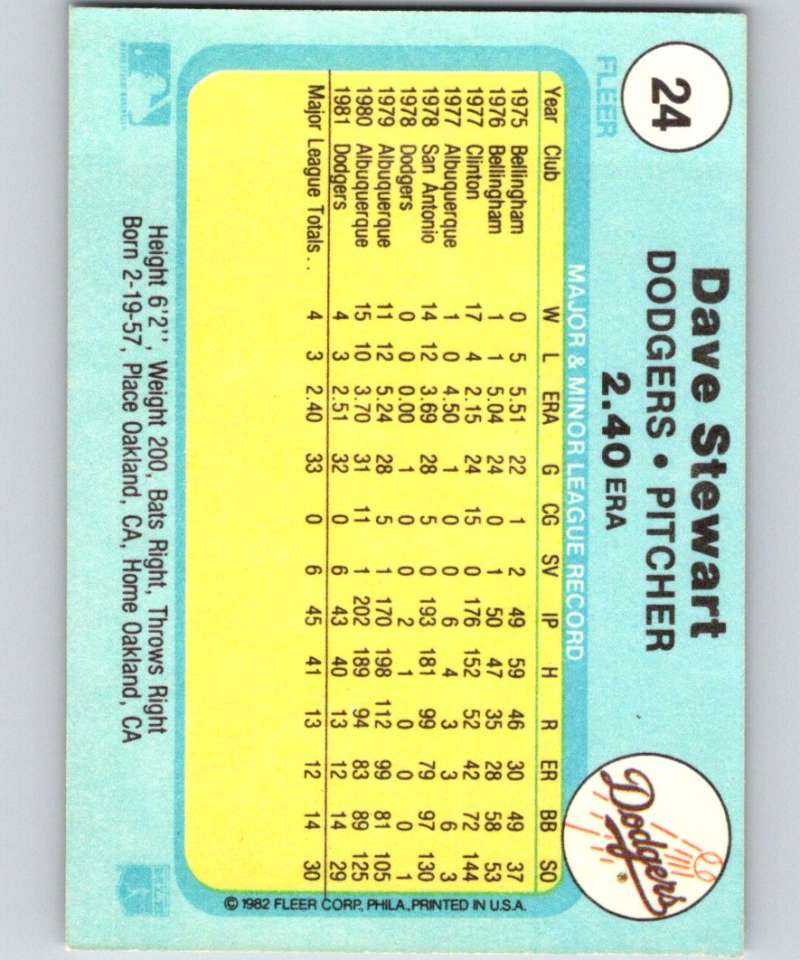 24
FLEER
Dave Stewart
DODGERS • PITCHER
2.40 ERA
Dodgers
MAJOR & MINOR LEAGUE RECORD
Year Club W L ERA G CG SV IP H R ER BB SO
1975 Bellingham 0 5 5.51 22 1 2 49 59 46 30 49 37
1976 Bellingham 1 1 5.04 24 0 1 50 47 35 28 58 53
1977 Clinton 17 4 2.15 24 15 0 176 152 52 42 72 144
1977 Albuquerque 1 0 4.50 1 0 0 6 4 3 3 6 3
1978 San Antonio 14 12 3.69 28 5 0 193 181 99 79 97 130
1978 Dodgers 0 0 0.00 1 0 0 2 1 0 0 0 1
1979 Albuquerque 11 12 5.24 28 5 1 170 198 112 99 81 105
1980 Albuquerque 15 10 3.70 31 11 1 202 189 94 83 89 125
1981 Dodgers 4 3 2.51 32 0 6 43 40 13 12 14 29
Major League Totals . . 4 3 2.40 33 0 6 45 41 13 12 14 30
Height 6'2'', Weight 200, Bats Right, Throws Right
Born 2-19-57, Place Oakland, CA, Home Oakland, CA
© 1982 FLEER CORP., PHILA., PRINTED IN U.S.A.